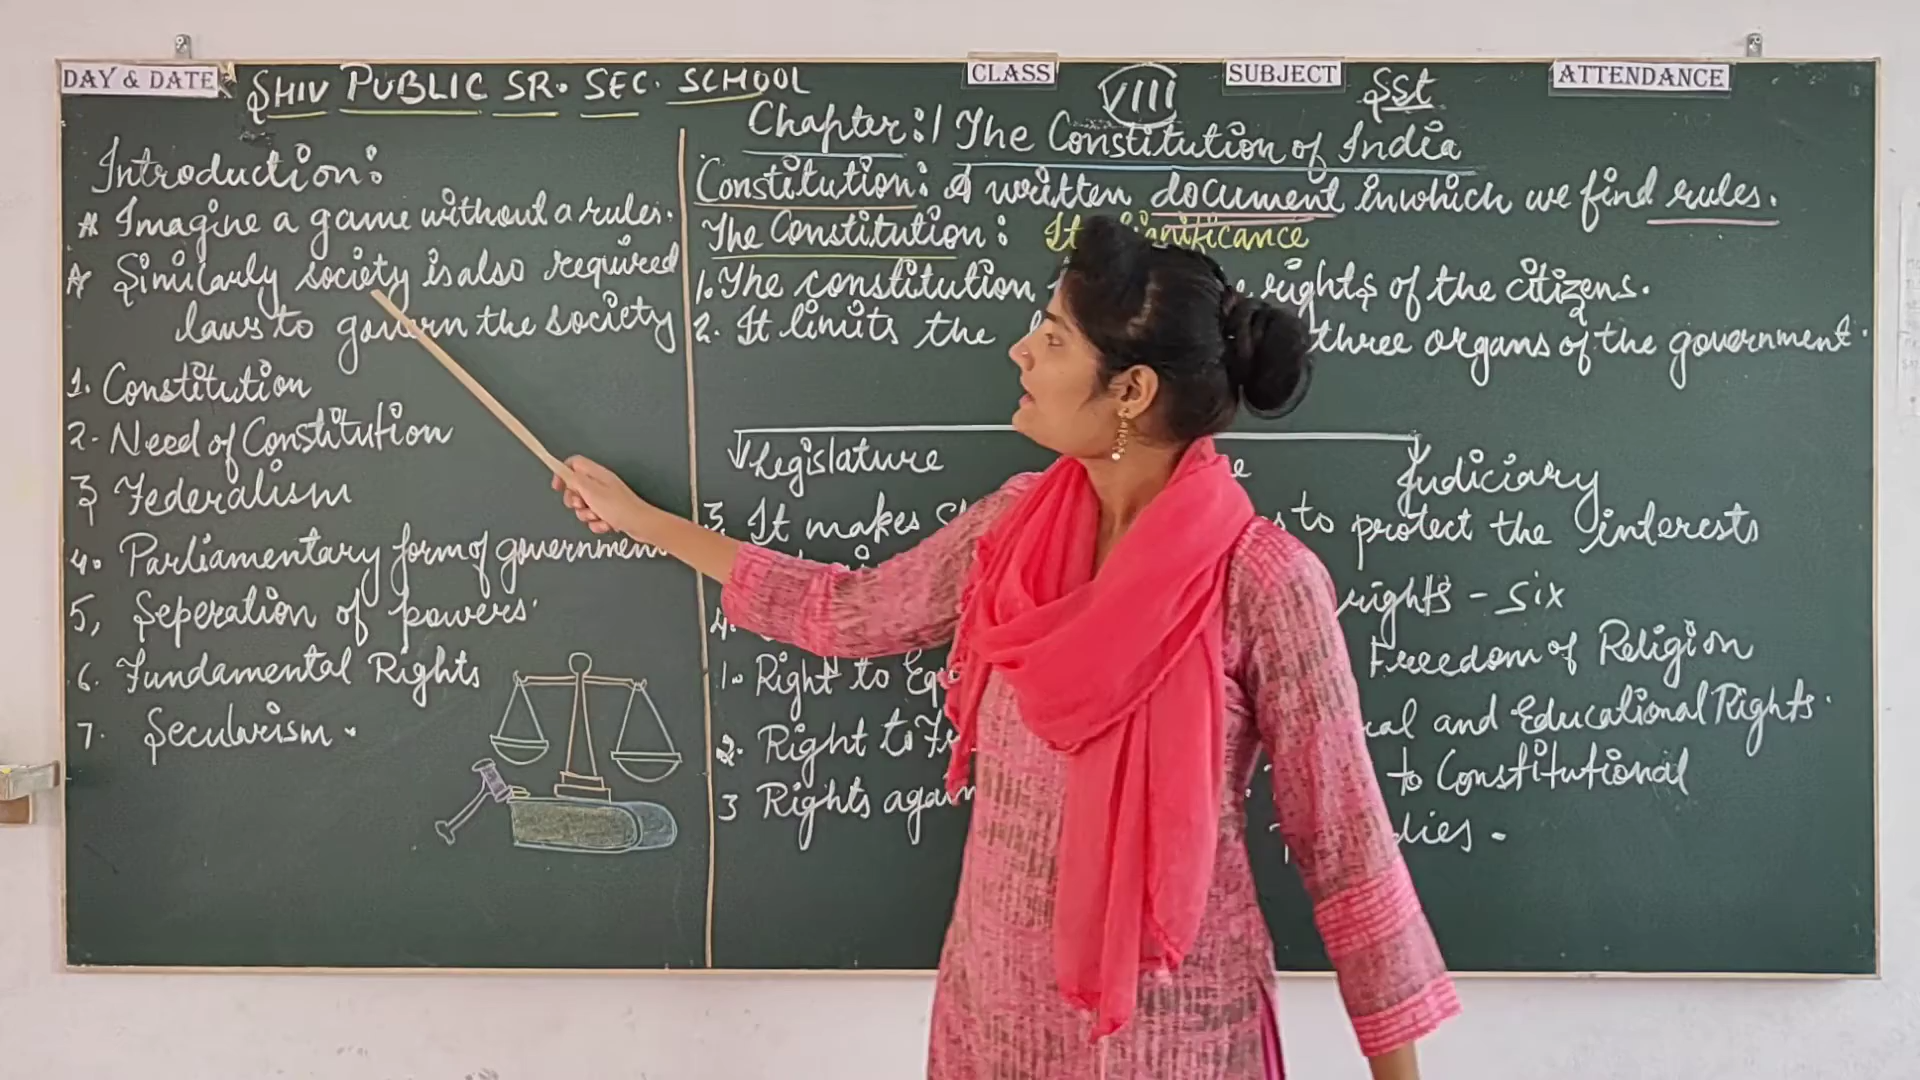 DAY & DATE SHIV PUBLIC SR. SEC. SCHOOL CLASS VIII SUBJECT SSt ATTENDANCE
Introduction:
Imagine a game without a rules.
Similarly society is also required
laws to govern the society
1. Constitution
2. Need of Constitution
3 Federalism
4. Parliamentary form of government
5, Seperation of powers.
6. Fundamental Rights
7. Secularism.
Chapter:1 The Constitution of India
Constitution: A written document inwhich we find rules.
The Constitution: Significance
1. The constitution rights of the citizens.
2. It limits the three organs of the government.
Legislature Judiciary
3. It makes to protect the interests
4. rights - Six
1. Right to Freedom of Religion
2. Right to and Educational Rights.
3 Rights to Constitutional